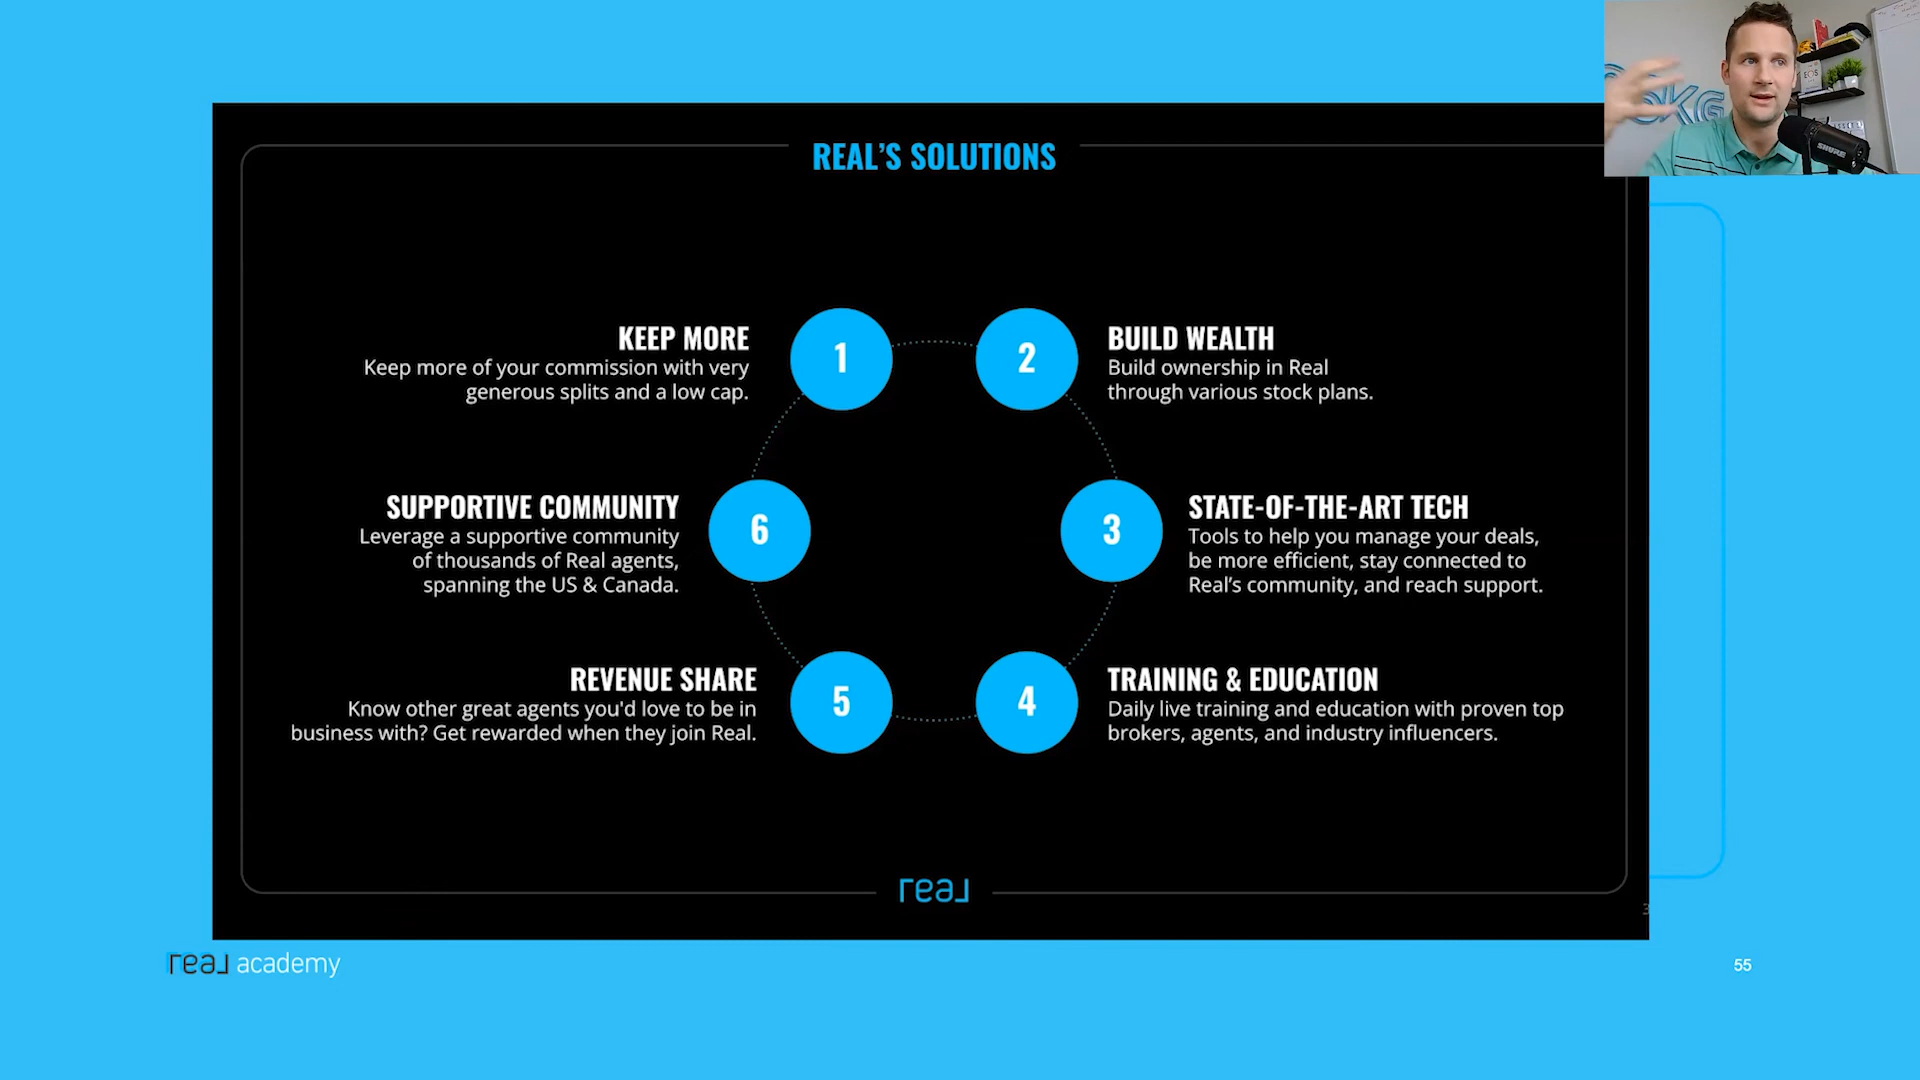 REAL'S SOLUTIONS
KEEP MORE
Keep more of your commission with very
generous splits and a low cap.
1
2
BUILD WEALTH
Build ownership in Real
through various stock plans.
SUPPORTIVE COMMUNITY
Leverage a supportive community
of thousands of Real agents,
spanning the US & Canada.
6
3
STATE-OF-THE-ART TECH
Tools to help you manage your deals,
be more efficient, stay connected to
Real's community, and reach support.
REVENUE SHARE
Know other great agents you'd love to be in
business with? Get rewarded when they join Real.
5
4
TRAINING & EDUCATION
Daily live training and education with proven top
brokers, agents, and industry influencers.
real
real academy
55
SHURE
EOS